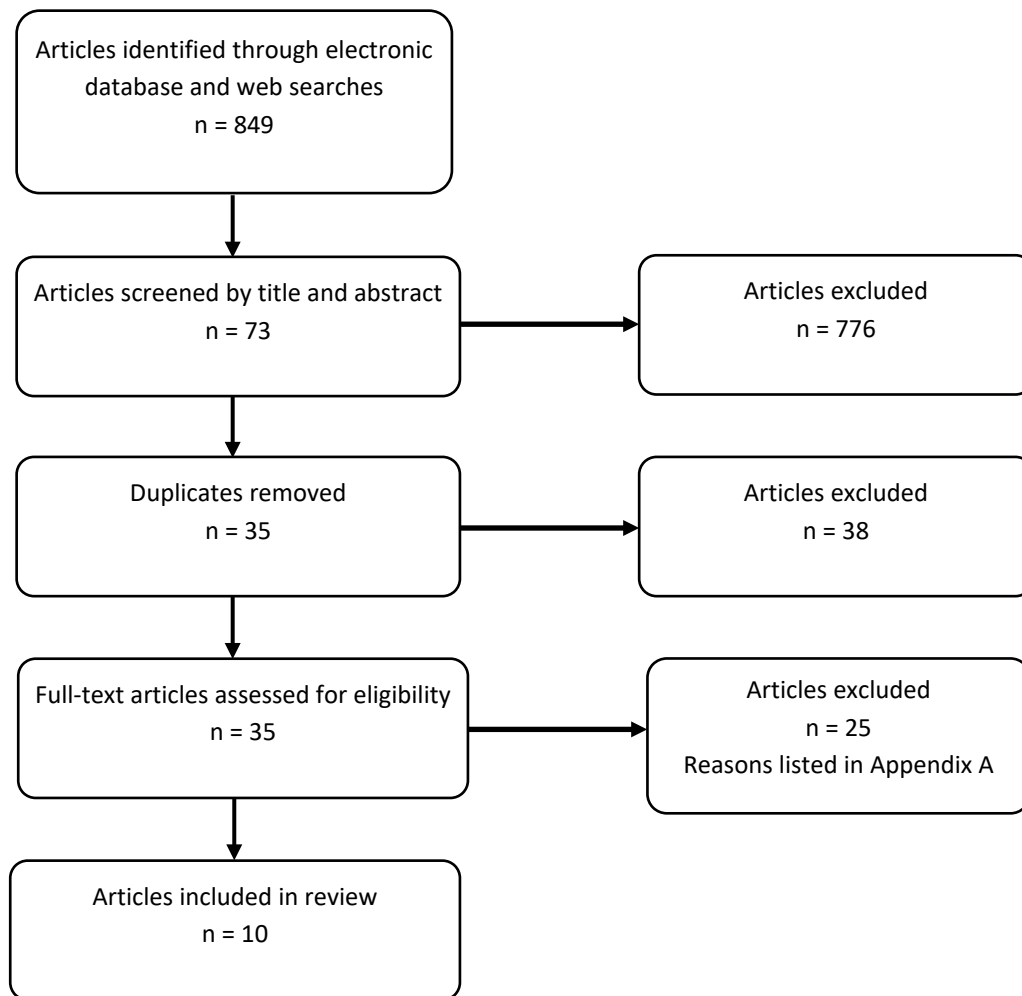 Articles identified through electronic
database and web searches
n = 849
Articles screened by title and abstract
n = 73
Articles excluded
n = 776
Duplicates removed
n = 35
Articles excluded
n = 38
Full-text articles assessed for eligibility
n = 35
Articles excluded
n = 25
Reasons listed in Appendix A
Articles included in review
n = 10